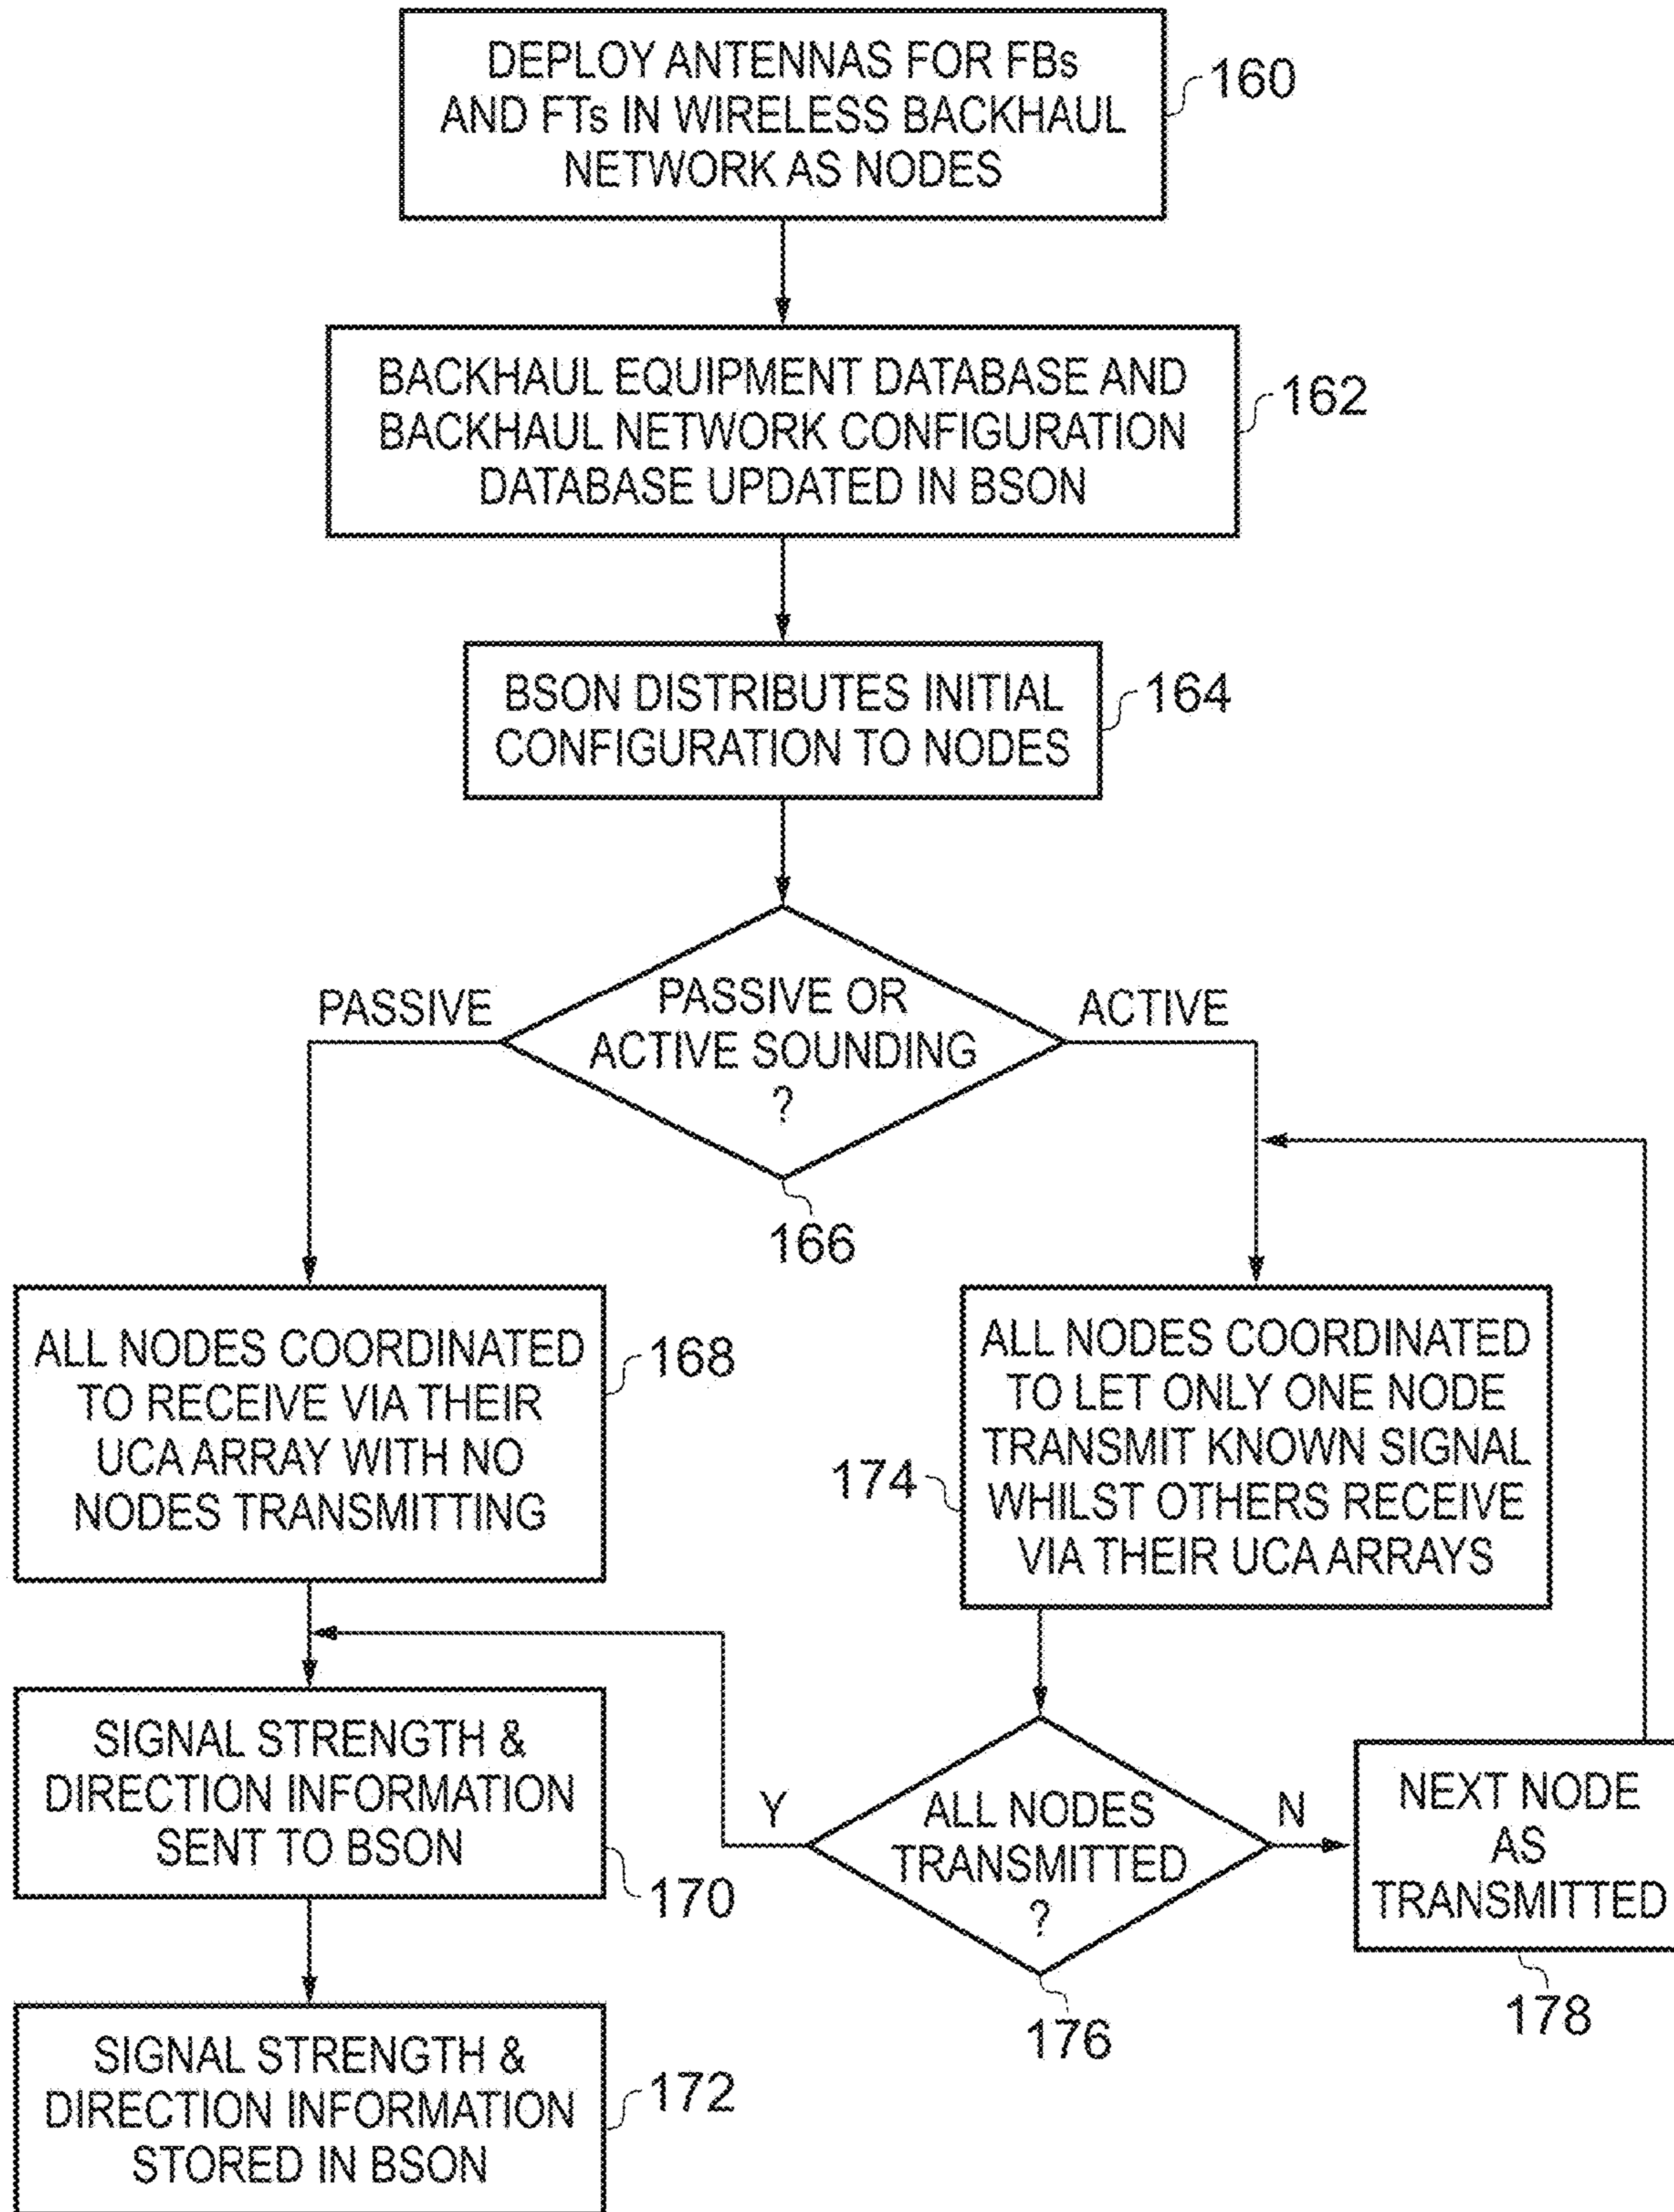 DEPLOY ANTENNAS FOR FBs
AND FTs IN WIRELESS BACKHAUL
NETWORK AS NODES
160
BACKHAUL EQUIPMENT DATABASE AND
BACKHAUL NETWORK CONFIGURATION
DATABASE UPDATED IN BSON
162
BSON DISTRIBUTES INITIAL
CONFIGURATION TO NODES
164
PASSIVE
PASSIVE OR
ACTIVE SOUNDING
?
ACTIVE
166
ALL NODES COORDINATED
TO RECEIVE VIA THEIR
UCA ARRAY WITH NO
NODES TRANSMITTING
168
ALL NODES COORDINATED
TO LET ONLY ONE NODE
TRANSMIT KNOWN SIGNAL
WHILST OTHERS RECEIVE
VIA THEIR UCA ARRAYS
174
SIGNAL STRENGTH &
DIRECTION INFORMATION
SENT TO BSON
170
Y
ALL NODES
TRANSMITTED
?
N
176
NEXT NODE
AS
TRANSMITTED
178
SIGNAL STRENGTH &
DIRECTION INFORMATION
STORED IN BSON
172